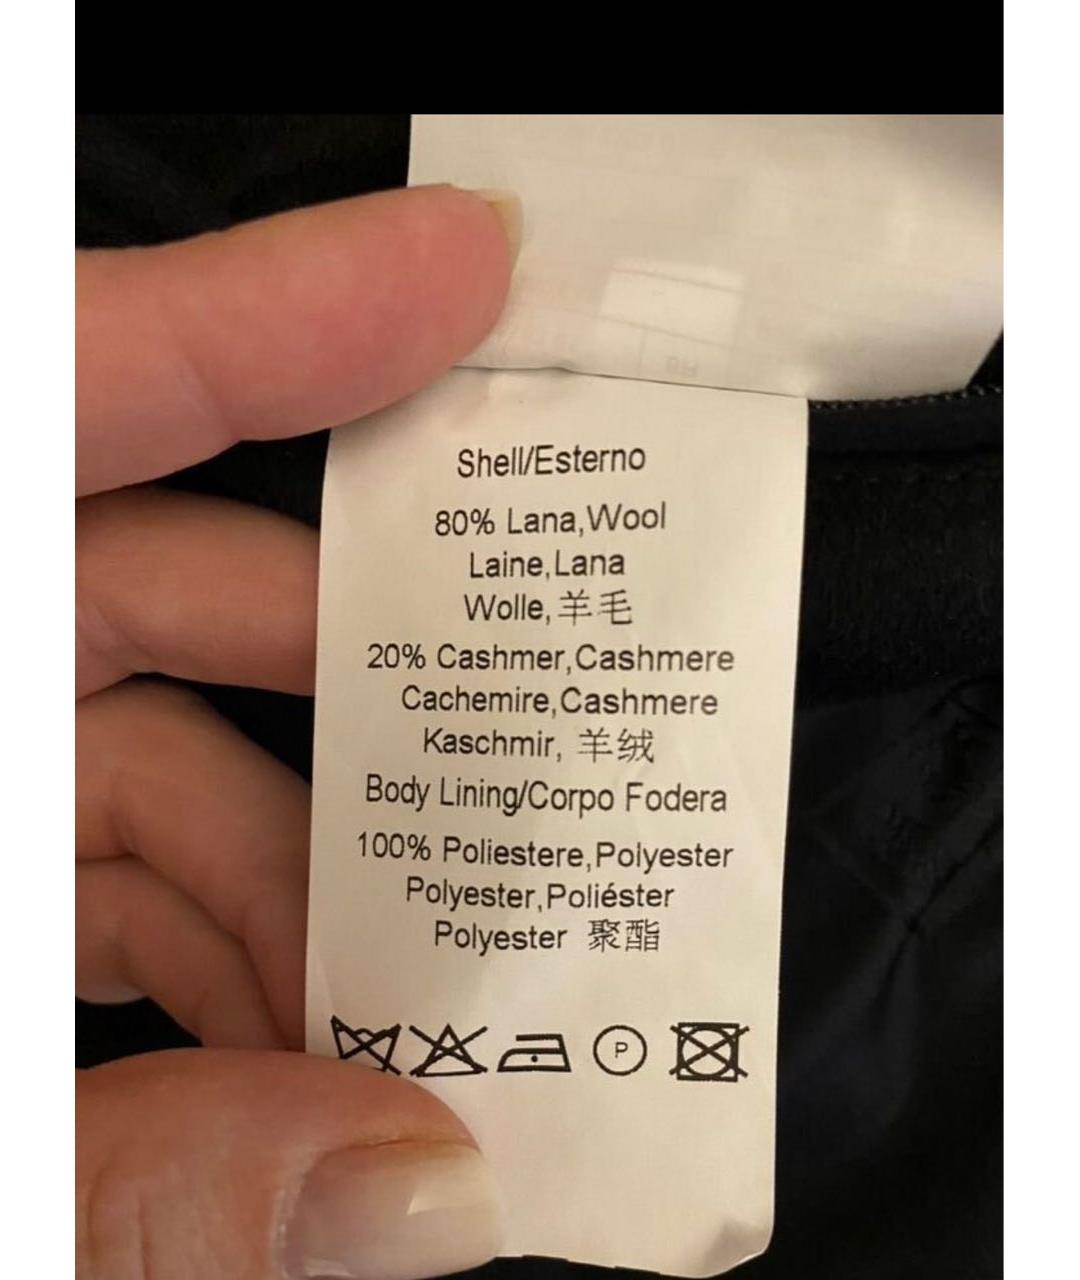 Shell/Esterno
80% Lana,Wool
Laine,Lana
Wolle,羊毛
20% Cashmer,Cashmere
Cachemire,Cashmere
Kaschmir, 羊绒
Body Lining/Corpo Fodera
100% Poliestere,Polyester
Polyester,Poliéster
Polyester 聚酯
P